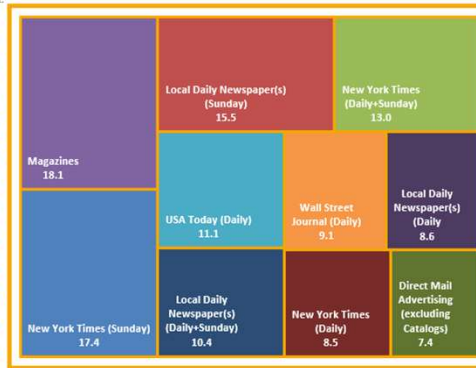 Local Daily Newspaper(s)
(Sunday)
15.5
New York Times
(Daily+Sunday)
13.0
Magazines
18.1
USA Today (Daily)
11.1
Wall Street
Journal (Daily)
9.1
Local Daily
Newspaper(s)
(Daily
8.6
New York Times (Sunday)
17.4
Local Daily
Newspaper(s)
(Daily+Sunday)
10.4
New York Times
(Daily)
8.5
Direct Mail
Advertising
(excluding
Catalogs)
7.4